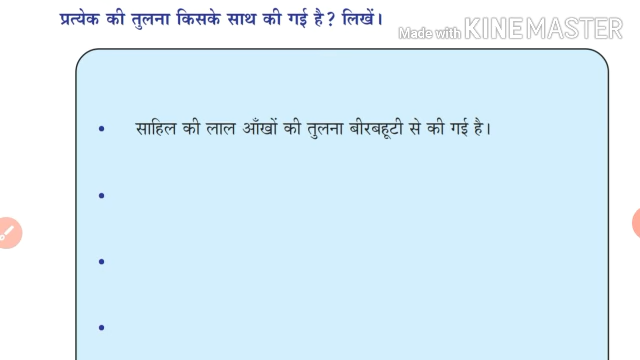 प्रत्येक की तुलना किसके साथ की गई है? लिखें।
Made with KINEMASTER
साहिल की लाल आँखों की तुलना बीरबहूटी से की गई है।